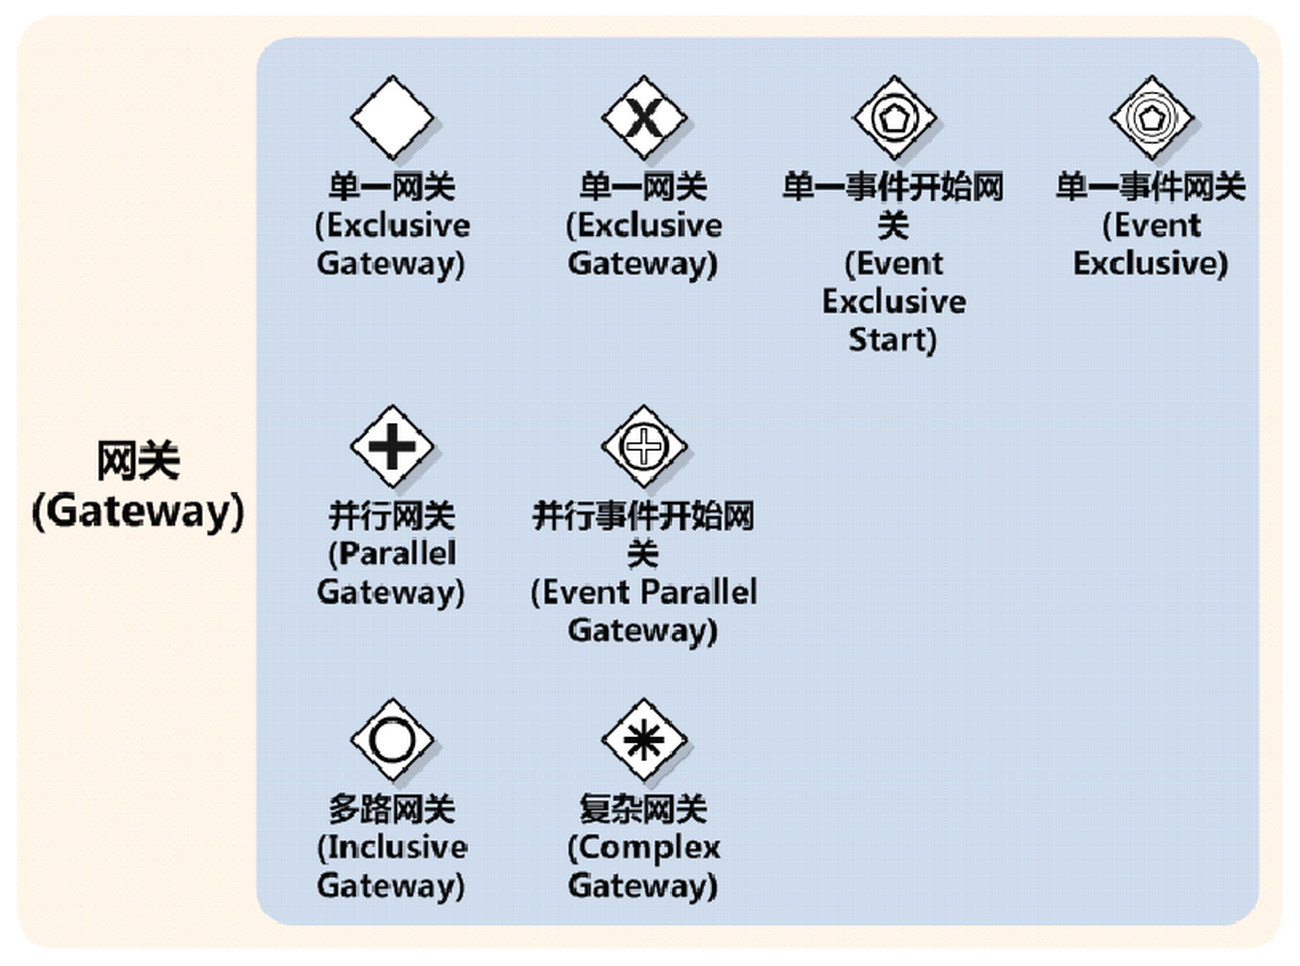 网关
(Gateway)
单一网关
(Exclusive
Gateway)
单一网关
(Exclusive
Gateway)
单一事件开始网
关
(Event
Exclusive
Start)
单一事件网关
(Event
Exclusive)
并行网关
(Parallel
Gateway)
并行事件开始网
关
(Event Parallel
Gateway)
多路网关
(Inclusive
Gateway)
复杂网关
(Complex
Gateway)